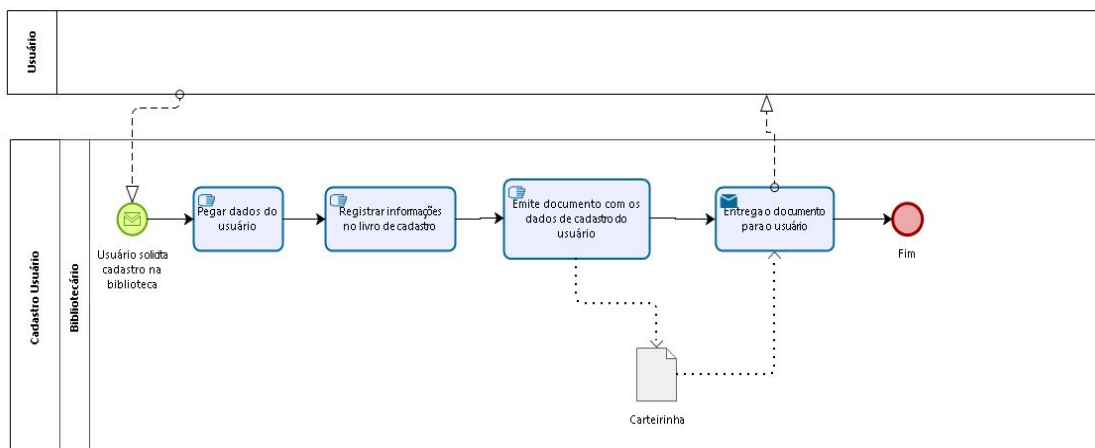 Usuário
Cadastro Usuário
Bibliotecário
Usuário solicita
cadastro na
biblioteca
Pegar dados do
usuário
Registrar informações
no livro de cadastro
Emite documento com os
dados de cadastro do
usuário
Entrega o documento
para o usuário
Fim
Carteirinha